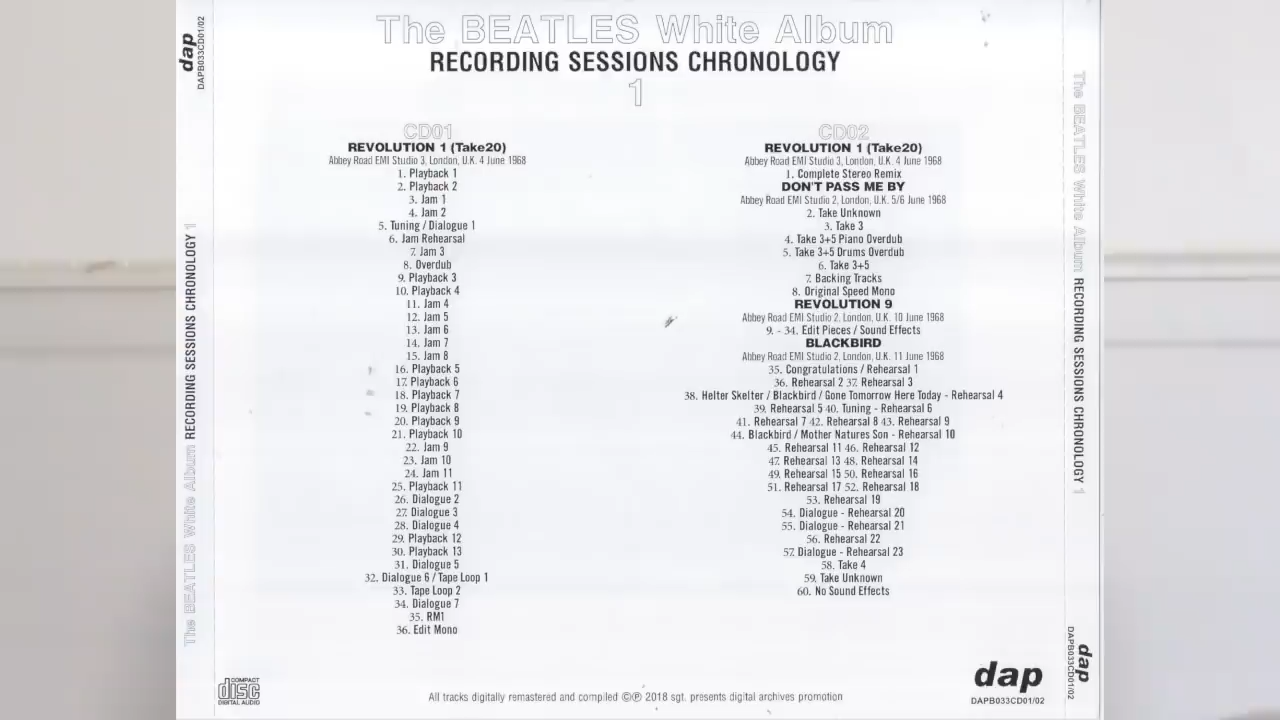 The BEATLES White Album
RECORDING SESSIONS CHRONOLOGY
1
CD01
REVOLUTION 1 (Take20)
Abbey Road EMI Studio 3, London, U.K. 4 June 1968
1. Playback 1
2. Playback 2
3. Jam 1
4. Jam 2
5. Tuning / Dialogue 1
6. Jam Rehearsal
7. Jam 3
8. Overdub
9. Playback 3
10. Playback 4
11. Jam 4
12. Jam 5
13. Jam 6
14. Jam 7
15. Jam 8
16. Playback 5
17. Playback 6
18. Playback 7
19. Playback 8
20. Playback 9
21. Playback 10
22. Jam 9
23. Jam 10
24. Jam 11
25. Playback 11
26. Dialogue 2
27. Dialogue 3
28. Dialogue 4
29. Playback 12
30. Playback 13
31. Dialogue 5
32. Dialogue 6 / Tape Loop 1
33. Tape Loop 2
34. Dialogue 7
35. RM1
36. Edit Mono
CD02
REVOLUTION 1 (Take20)
Abbey Road EMI Studio 3, London, U.K. 4 June 1968
1. Complete Stereo Remix
DON'T PASS ME BY
Abbey Road EMI Studio 2, London, U.K. 5/6 June 1968
2. Take Unknown
3. Take 3
4. Take 3+5 Piano Overdub
5. Take 3+5 Drums Overdub
6. Take 3+5
7. Backing Tracks
8. Original Speed Mono
REVOLUTION 9
Abbey Road EMI Studio 2, London, U.K. 10 June 1968
9. - 34. Edit Pieces / Sound Effects
BLACKBIRD
Abbey Road EMI Studio 2, London, U.K. 11 June 1968
35. Congratulations / Rehearsal 1
36. Rehearsal 2 37. Rehearsal 3
38. Helter Skelter / Blackbird / Gone Tomorrow Here Today - Rehearsal 4
39. Rehearsal 5 40. Tuning - Rehearsal 6
41. Rehearsal 7 42. Rehearsal 8 43. Rehearsal 9
44. Blackbird / Mother Natures Son - Rehearsal 10
45. Rehearsal 11 46. Rehearsal 12
47. Rehearsal 13 48. Rehearsal 14
49. Rehearsal 15 50. Rehearsal 16
51. Rehearsal 17 52. Rehearsal 18
53. Rehearsal 19
54. Dialogue - Rehearsal 20
55. Dialogue - Rehearsal 21
56. Rehearsal 22
57. Dialogue - Rehearsal 23
58. Take 4
59. Take Unknown
60. No Sound Effects
All tracks digitally remastered and compiled ©℗ 2018 sgt. presents digital archives promotion
COMPACT
disc
DIGITAL AUDIO
dap
DAPB033CD01/02
dap
DAPB033CD01/02
The BEATLES White Album RECORDING SESSIONS CHRONOLOGY 1
The BEATLES White Album RECORDING SESSIONS CHRONOLOGY 1
dap
DAPB033CD01/02